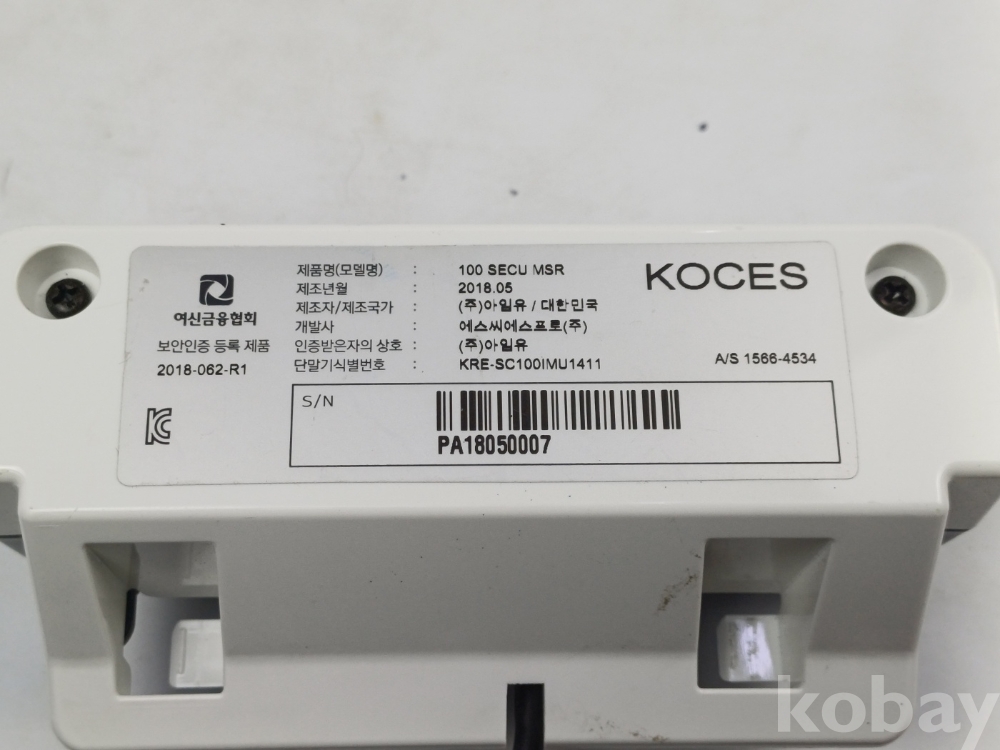 여신금융협회
보안인증 등록 제품
2018-062-R1
제품명(모델명) : 100 SECU MSR
제조년월 : 2018.05
제조자/제조국가 : (주)아일유 / 대한민국
개발사 : 에스씨에스프로(주)
인증받은자의 상호 : (주)아일유
단말기식별번호 : KRE-SC100IMU1411
KOCES
A/S 1566-4534
S/N
PA18050007
kobay